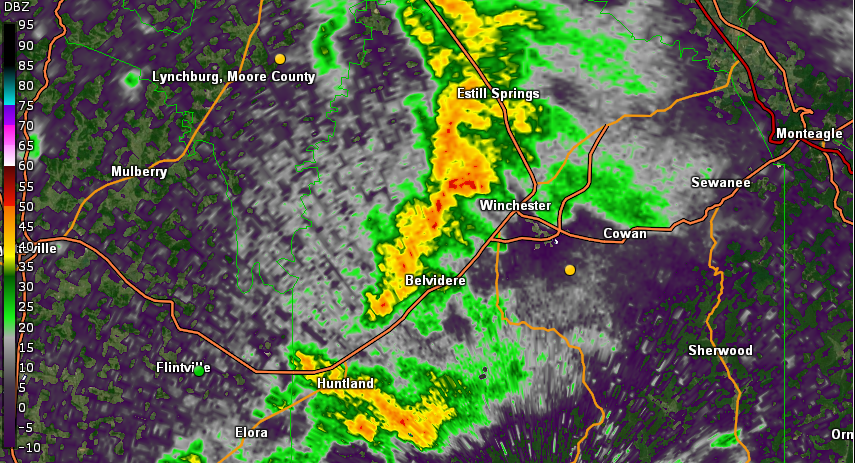 DBZ
95
90
85
80
75
70
65
60
55
50
45
40
35
30
25
20
15
10
5
0
-5
-10
Lynchburg, Moore County
Estill Springs
Monteagle
Mulberry
Sewanee
Winchester
Cowan
ville
Belvidere
Sherwood
Flintville
Huntland
Elora
Orm